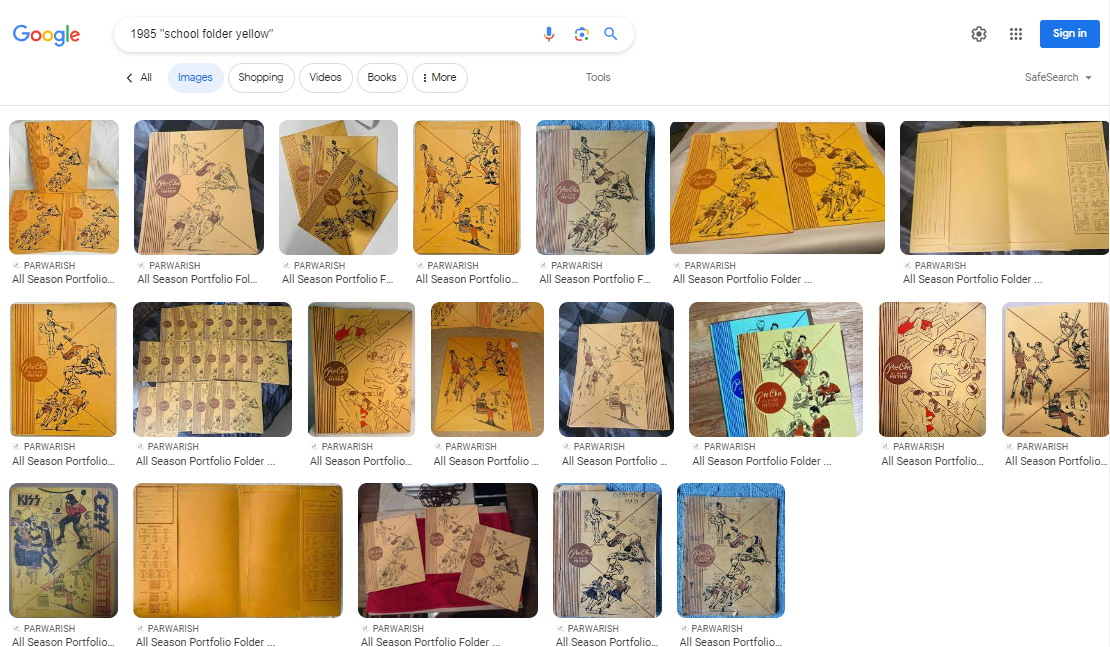 Google
1985 "school folder yellow"
Sign in
All
Images
Shopping
Videos
Books
More
Tools
SafeSearch
PARWARISH
All Season Portfolio...
PARWARISH
All Season Portfolio Fol...
PARWARISH
All Season Portfolio F...
PARWARISH
All Season Portfolio...
PARWARISH
All Season Portfolio F...
PARWARISH
All Season Portfolio Folder ...
PARWARISH
All Season Portfolio Folder ...
PARWARISH
All Season Portfolio...
PARWARISH
All Season Portfolio Folder ...
PARWARISH
All Season Portfolio...
PARWARISH
All Season Portfolio ...
PARWARISH
All Season Portfolio ...
PARWARISH
All Season Portfolio Folder ...
PARWARISH
All Season Portfolio...
PARWARISH
All Season Portfolio...
KISS
PARWARISH
All Season Portfolio...
PARWARISH
All Season Portfolio Folder ...
PARWARISH
All Season Portfolio Folder ...
PARWARISH
All Season Portfolio...
PARWARISH
All Season Portfolio...